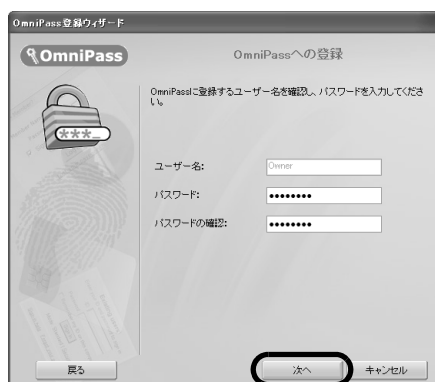 OmniPass登録ウィザード
OmniPass
OmniPassへの登録
OmniPassに登録するユーザー名を確認し、パスワードを入力してくださ
い。
***_
ユーザー名:
Owner
パスワード:
●●●●●●●●
パスワードの確認:
●●●●●●●●
戻る
次へ
キャンセル